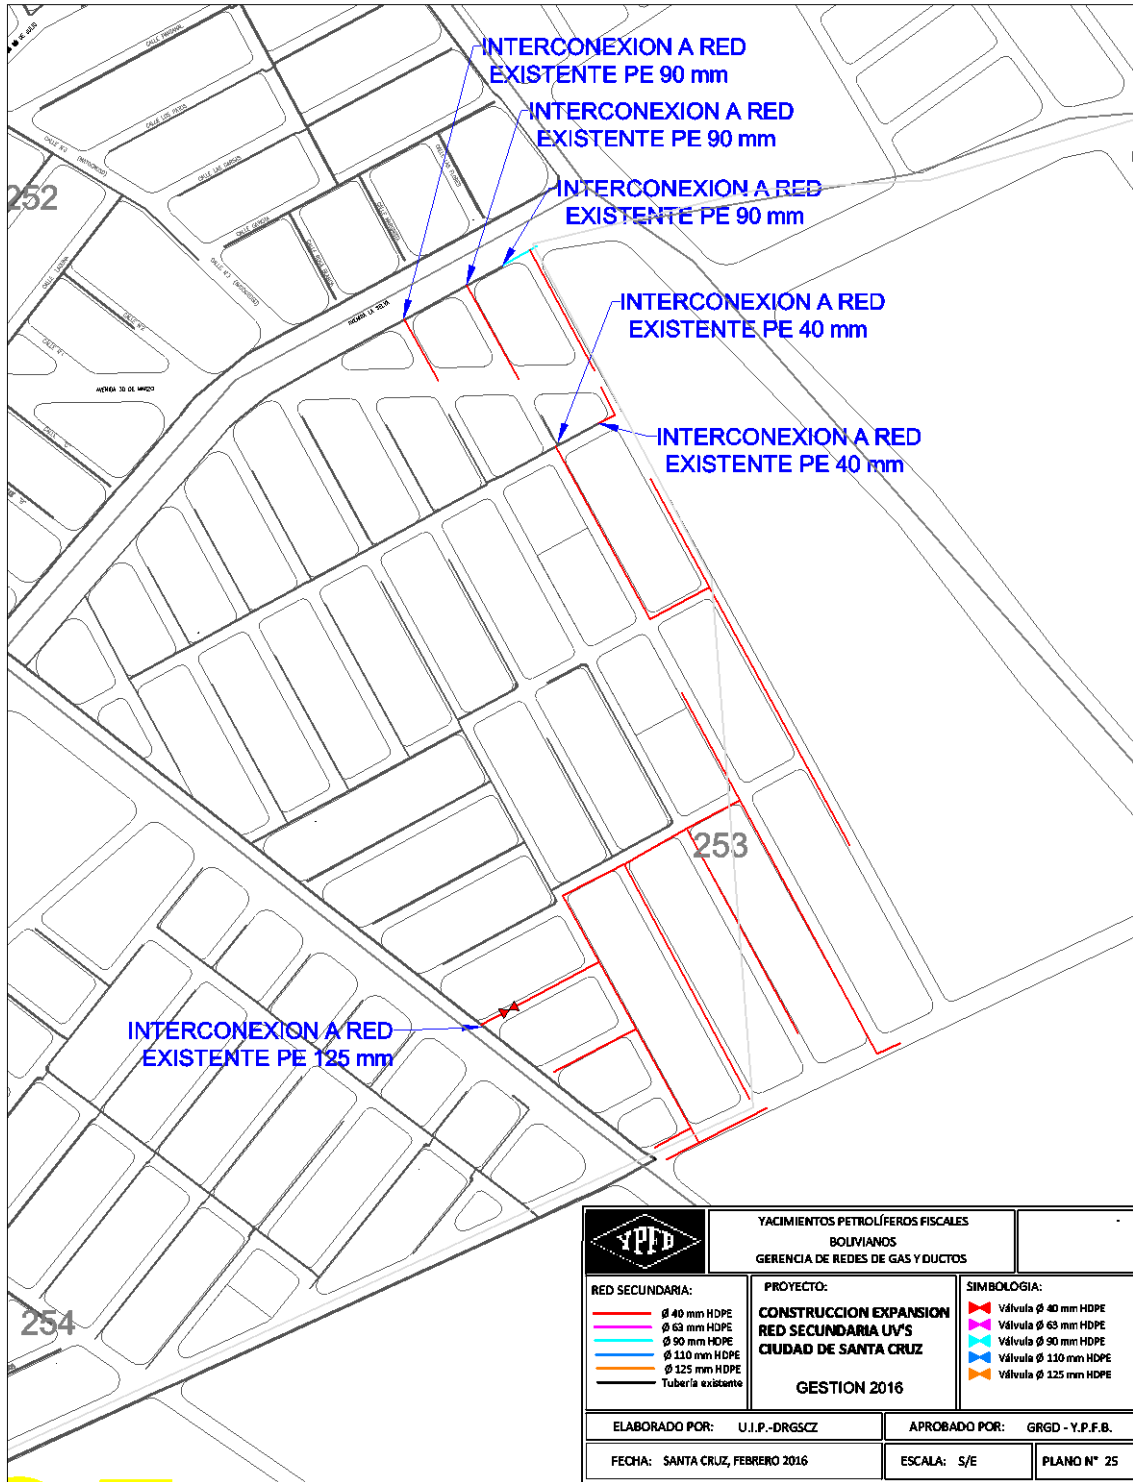 INTERCONEXION A RED
EXISTENTE PE 90 mm
INTERCONEXION A RED
EXISTENTE PE 90 mm
252
INTERCONEXION A RED
EXISTENTE PE 90 mm
INTERCONEXION A RED
EXISTENTE PE 40 mm
AVENIDA LA SELVA
AVENIDA 30 DE MARZO
INTERCONEXION A RED
EXISTENTE PE 40 mm
253
INTERCONEXION A RED
EXISTENTE PE 125 mm
254
YPFB
YACIMIENTOS PETROLÍFEROS FISCALES
BOLIVIANOS
GERENCIA DE REDES DE GAS Y DUCTOS
RED SECUNDARIA:
Ø 40 mm HDPE
Ø 63 mm HDPE
Ø 90 mm HDPE
Ø 110 mm HDPE
Ø 125 mm HDPE
Tubería existente
PROYECTO:
CONSTRUCCION EXPANSION
RED SECUNDARIA UV'S
CIUDAD DE SANTA CRUZ
GESTION 2016
SIMBOLOGIA:
Válvula Ø 40 mm HDPE
Válvula Ø 63 mm HDPE
Válvula Ø 90 mm HDPE
Válvula Ø 110 mm HDPE
Válvula Ø 125 mm HDPE
ELABORADO POR: U.I.P.-DRGSCZ
APROBADO POR: GRGD - Y.P.F.B.
FECHA: SANTA CRUZ, FEBRERO 2016
ESCALA: S/E
PLANO N° 25